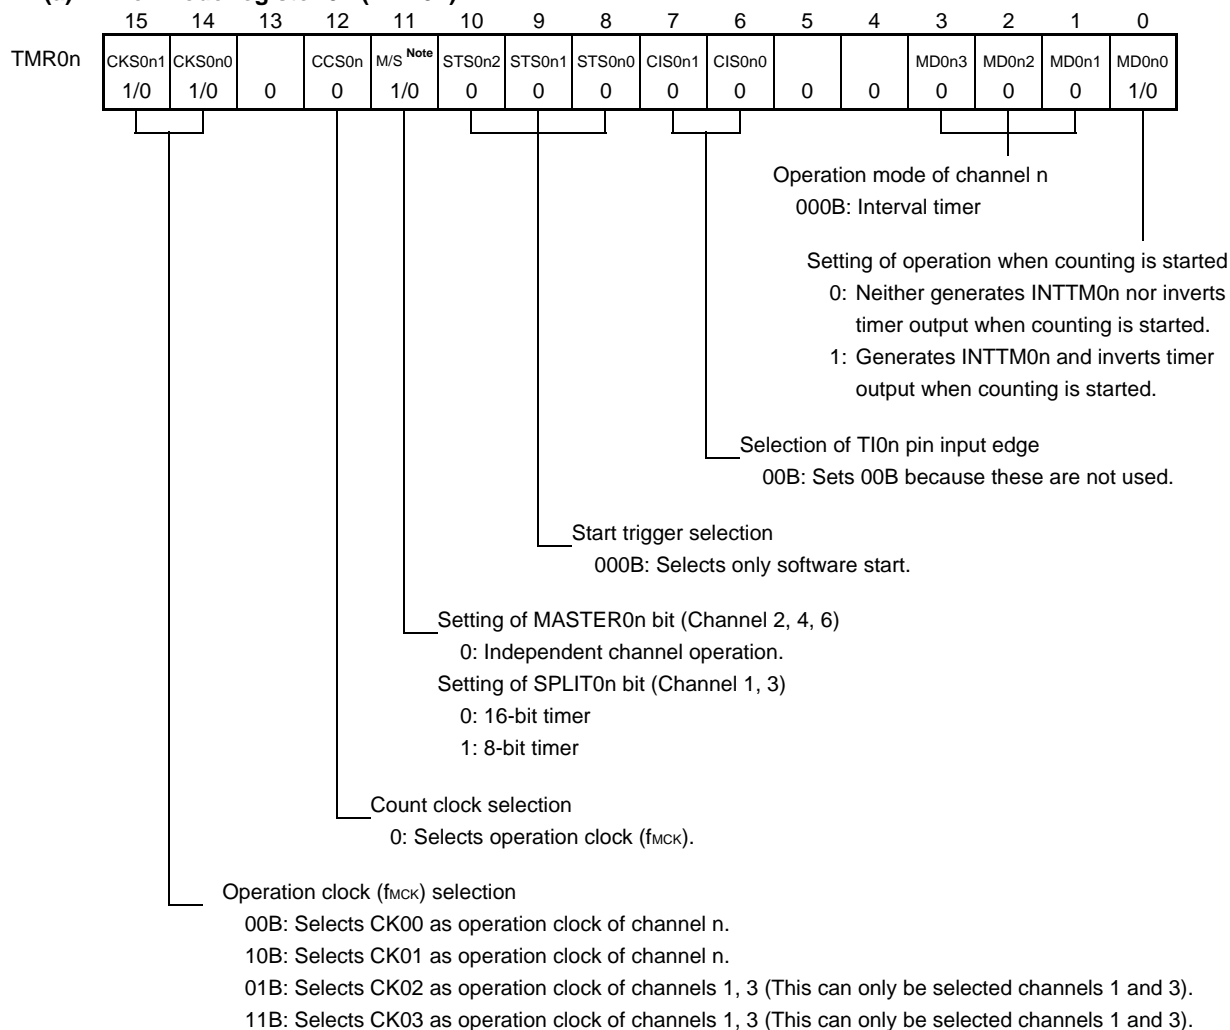 15 14 13 12 11 10 9 8 7 6 5 4 3 2 1 0
TMR0n
CKS0n1 CKS0n0 CCS0n M/S Note STS0n2 STS0n1 STS0n0 CIS0n1 CIS0n0 MD0n3 MD0n2 MD0n1 MD0n0
1/0 1/0 0 0 1/0 0 0 0 0 0 0 0 0 0 0 1/0
Operation mode of channel n
000B: Interval timer
Setting of operation when counting is started
0: Neither generates INTTM0n nor inverts
timer output when counting is started.
1: Generates INTTM0n and inverts timer
output when counting is started.
Selection of TI0n pin input edge
00B: Sets 00B because these are not used.
Start trigger selection
000B: Selects only software start.
Setting of MASTER0n bit (Channel 2, 4, 6)
0: Independent channel operation.
Setting of SPLIT0n bit (Channel 1, 3)
0: 16-bit timer
1: 8-bit timer
Count clock selection
0: Selects operation clock (fMCK).
Operation clock (fMCK) selection
00B: Selects CK00 as operation clock of channel n.
10B: Selects CK01 as operation clock of channel n.
01B: Selects CK02 as operation clock of channels 1, 3 (This can only be selected channels 1 and 3).
11B: Selects CK03 as operation clock of channels 1, 3 (This can only be selected channels 1 and 3).